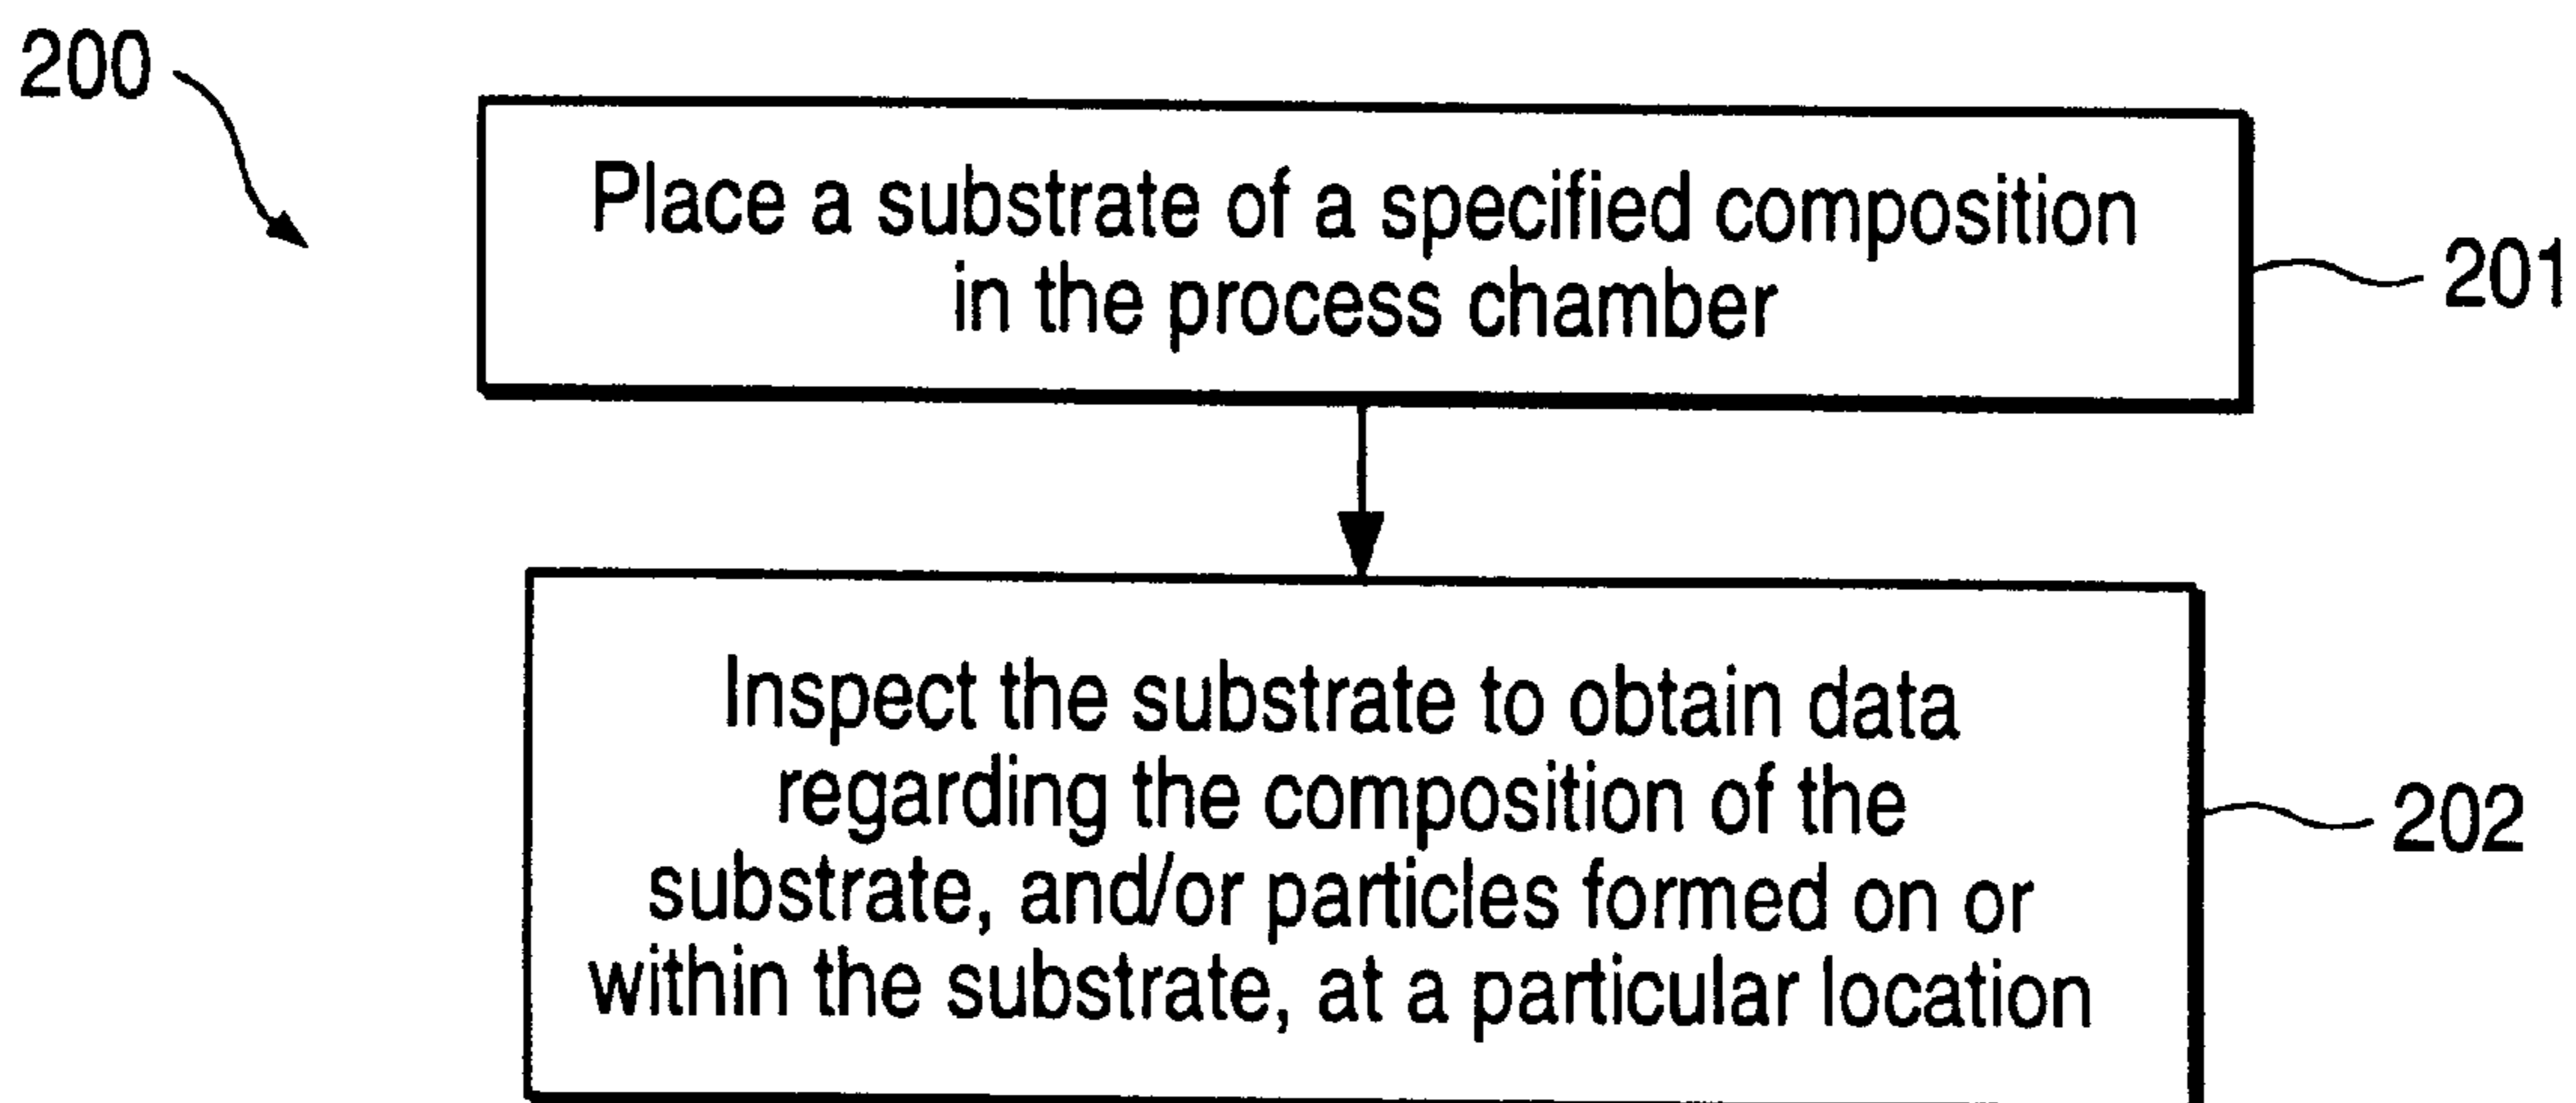 200
Place a substrate of a specified composition
in the process chamber
201
Inspect the substrate to obtain data
regarding the composition of the
substrate, and/or particles formed on or
within the substrate, at a particular location
202